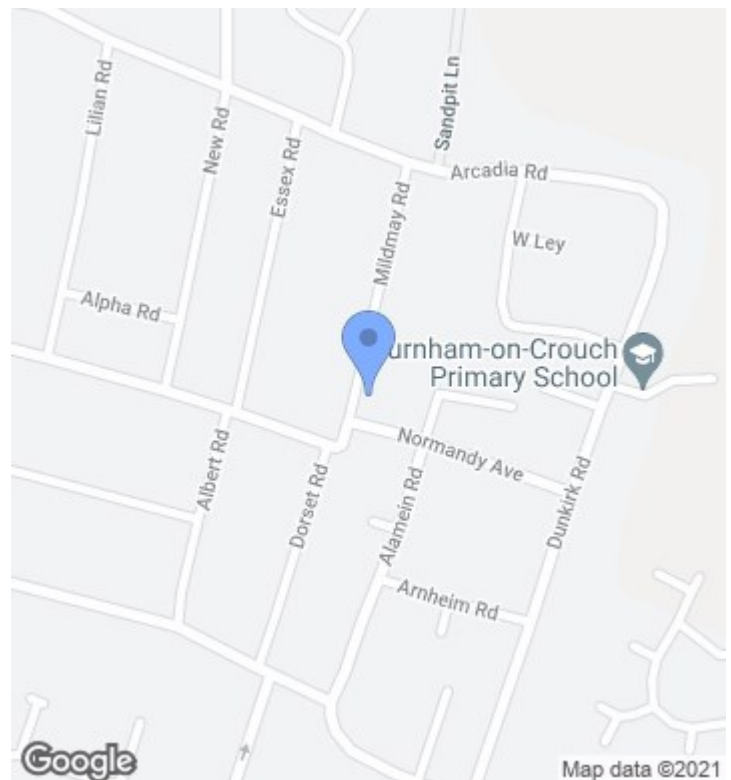 Lilian Rd
New Rd
Essex Rd
Sandpit Ln
Arcadia Rd
Mildmay Rd
W Ley
Alpha Rd
urnham-on-Crouch
Primary School
Normandy Ave
Albert Rd
Dorset Rd
Alamein Rd
Dunkirk Rd
Arnheim Rd
Google
Map data ©2021